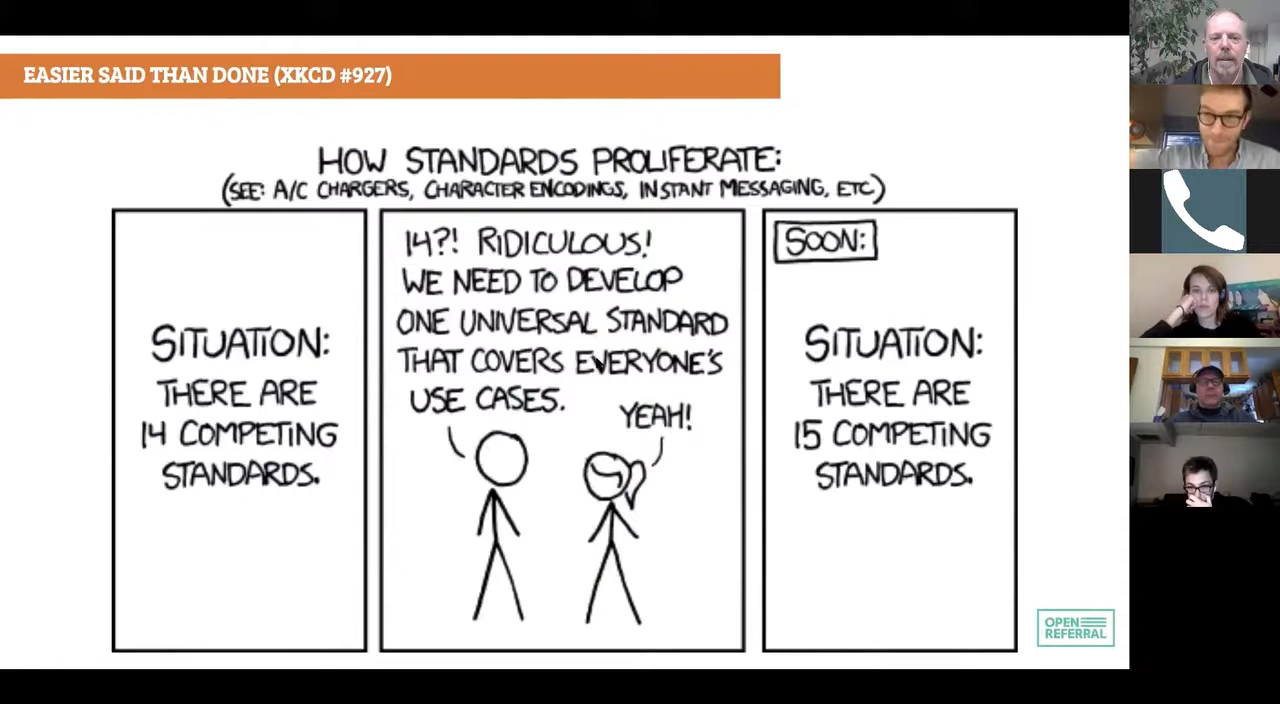 EASIER SAID THAN DONE (XKCD #927)
HOW STANDARDS PROLIFERATE:
(SEE: A/C CHARGERS, CHARACTER ENCODINGS, INSTANT MESSAGING, ETC.)
SITUATION:
THERE ARE
14 COMPETING
STANDARDS.
14?! RIDICULOUS!
WE NEED TO DEVELOP
ONE UNIVERSAL STANDARD
THAT COVERS EVERYONE'S
USE CASES.
YEAH!
SOON:
SITUATION:
THERE ARE
15 COMPETING
STANDARDS.
OPEN
REFERRAL